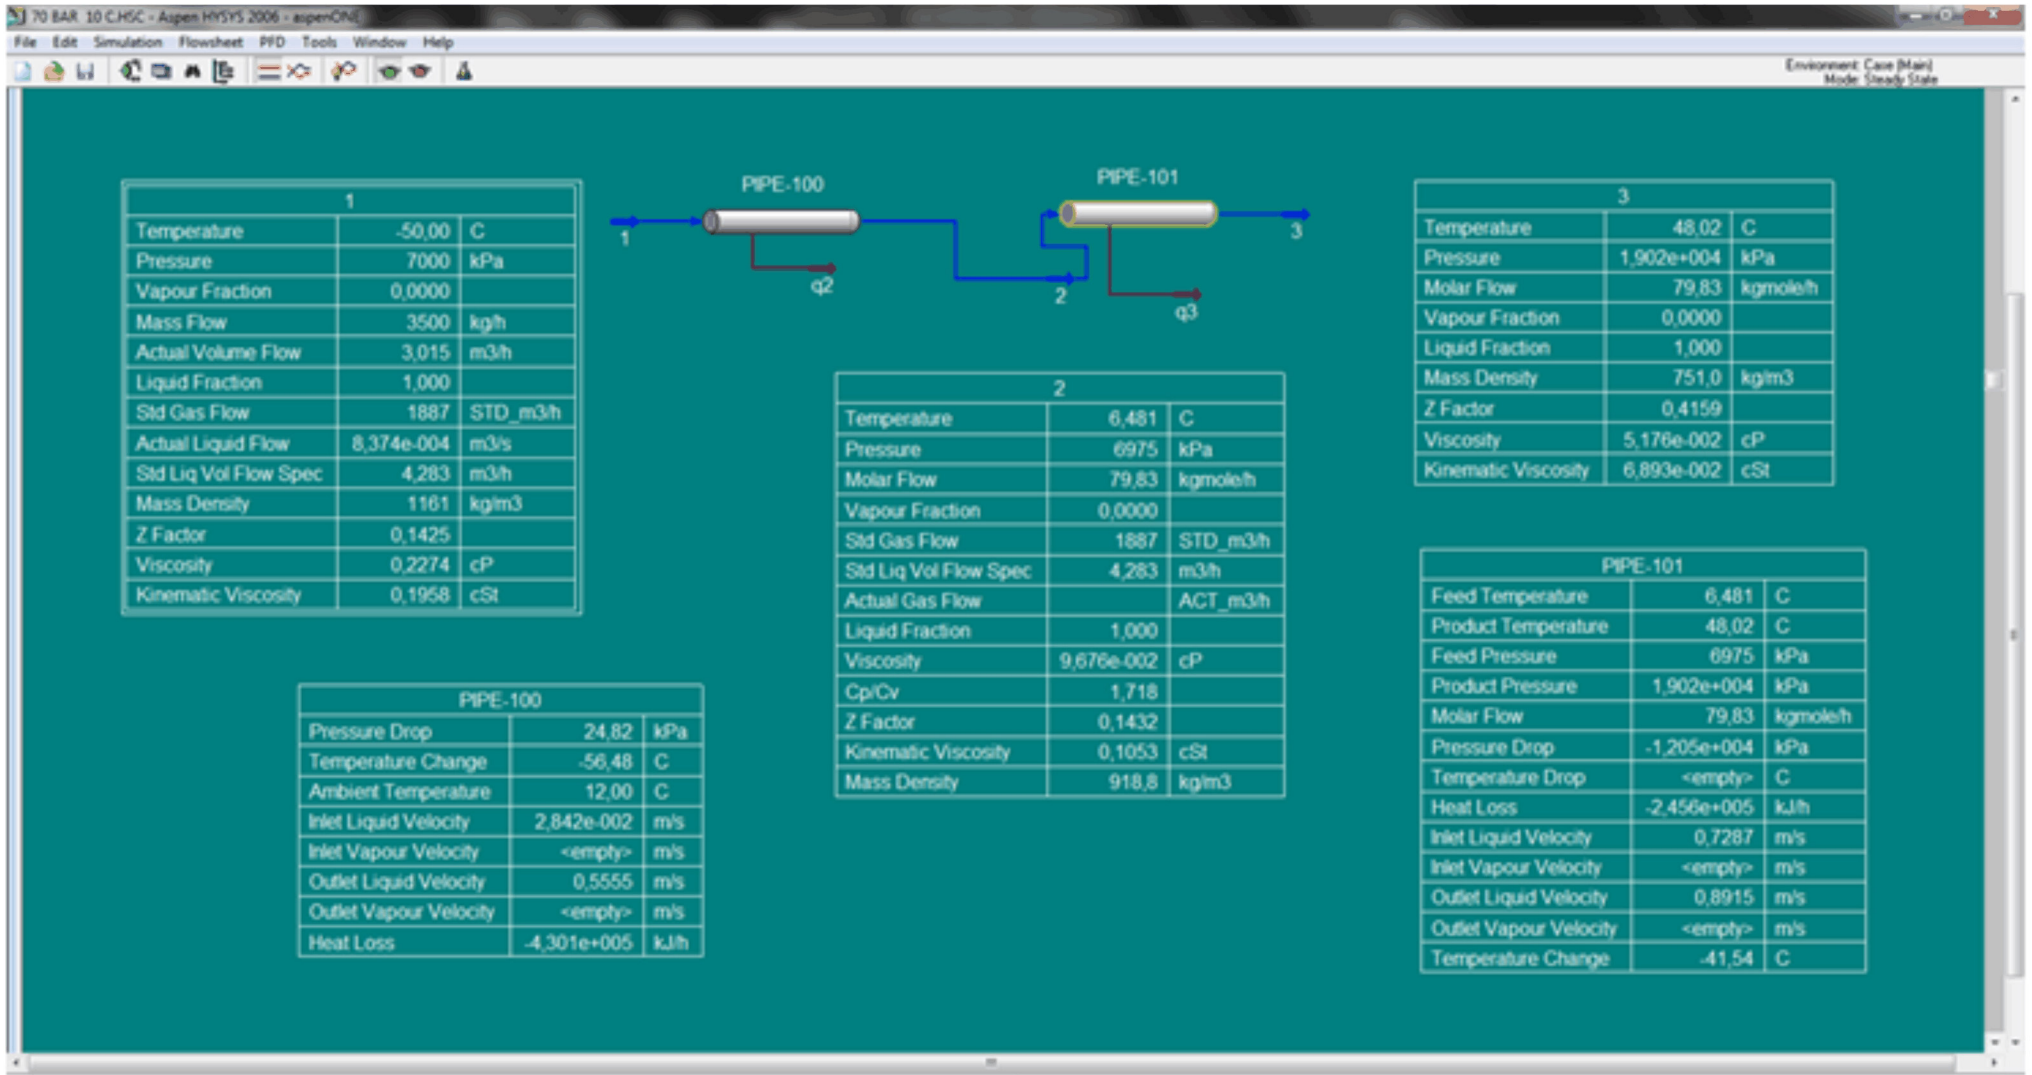 70 BAR 10 C.HSC - Aspen HYSYS 2006 - aspenONE
File Edit Simulation Flowsheet PFD Tools Window Help
Environment: Case (Main)
Mode: Steady State
PIPE-100
PIPE-101
1
q2
2
q3
3
1
Temperature -50,00 C
Pressure 7000 kPa
Vapour Fraction 0,0000
Mass Flow 3500 kg/h
Actual Volume Flow 3,015 m3/h
Liquid Fraction 1,000
Std Gas Flow 1887 STD_m3/h
Actual Liquid Flow 8,374e-004 m3/s
Std Liq Vol Flow Spec 4,283 m3/h
Mass Density 1161 kg/m3
Z Factor 0,1425
Viscosity 0,2274 cP
Kinematic Viscosity 0,1958 cSt
3
Temperature 48,02 C
Pressure 1,902e+004 kPa
Molar Flow 79,83 kgmole/h
Vapour Fraction 0,0000
Liquid Fraction 1,000
Mass Density 751,0 kg/m3
Z Factor 0,4159
Viscosity 5,176e-002 cP
Kinematic Viscosity 6,893e-002 cSt
2
Temperature 6,481 C
Pressure 6975 kPa
Molar Flow 79,83 kgmole/h
Vapour Fraction 0,0000
Std Gas Flow 1887 STD_m3/h
Std Liq Vol Flow Spec 4,283 m3/h
Actual Gas Flow ACT_m3/h
Liquid Fraction 1,000
Viscosity 9,676e-002 cP
Cp/Cv 1,718
Z Factor 0,1432
Kinematic Viscosity 0,1053 cSt
Mass Density 918,8 kg/m3
PIPE-100
Pressure Drop 24,82 kPa
Temperature Change -56,48 C
Ambient Temperature 12,00 C
Inlet Liquid Velocity 2,842e-002 m/s
Inlet Vapour Velocity <empty> m/s
Outlet Liquid Velocity 0,5555 m/s
Outlet Vapour Velocity <empty> m/s
Heat Loss -4,301e+005 kJ/h
PIPE-101
Feed Temperature 6,481 C
Product Temperature 48,02 C
Feed Pressure 6975 kPa
Product Pressure 1,902e+004 kPa
Molar Flow 79,83 kgmole/h
Pressure Drop -1,205e+004 kPa
Temperature Drop <empty> C
Heat Loss -2,456e+005 kJ/h
Inlet Liquid Velocity 0,7287 m/s
Inlet Vapour Velocity <empty> m/s
Outlet Liquid Velocity 0,8915 m/s
Outlet Vapour Velocity <empty> m/s
Temperature Change -41,54 C